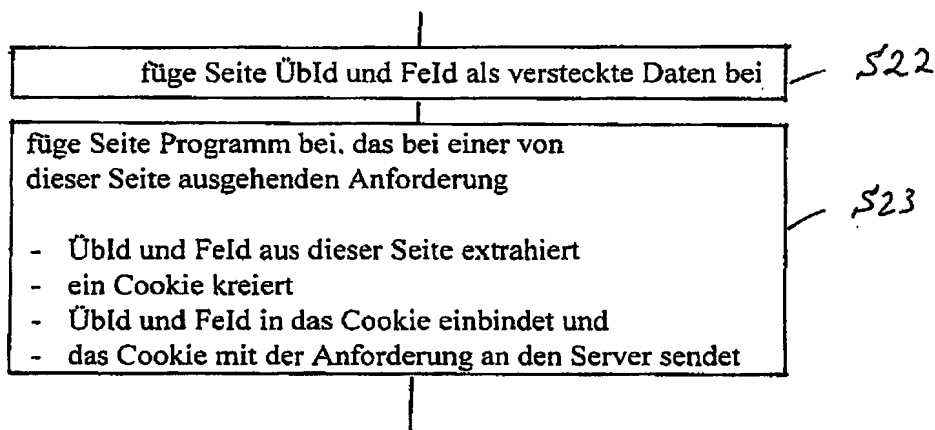 füge Seite ÜbId und FeId als versteckte Daten bei
S22
füge Seite Programm bei. das bei einer von
dieser Seite ausgehenden Anforderung
S23
- ÜbId und FeId aus dieser Seite extrahiert
- ein Cookie kreiert
- ÜbId und FeId in das Cookie einbindet und
- das Cookie mit der Anforderung an den Server sendet